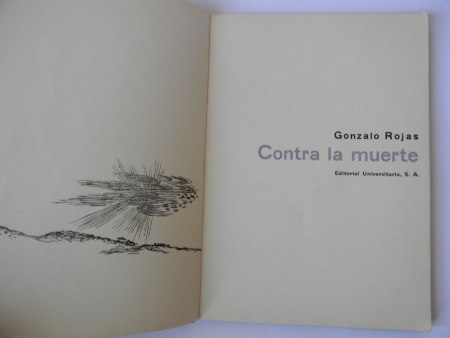 Gonzalo Rojas
Contra la muerte
Editorial Universitaria, S. A.